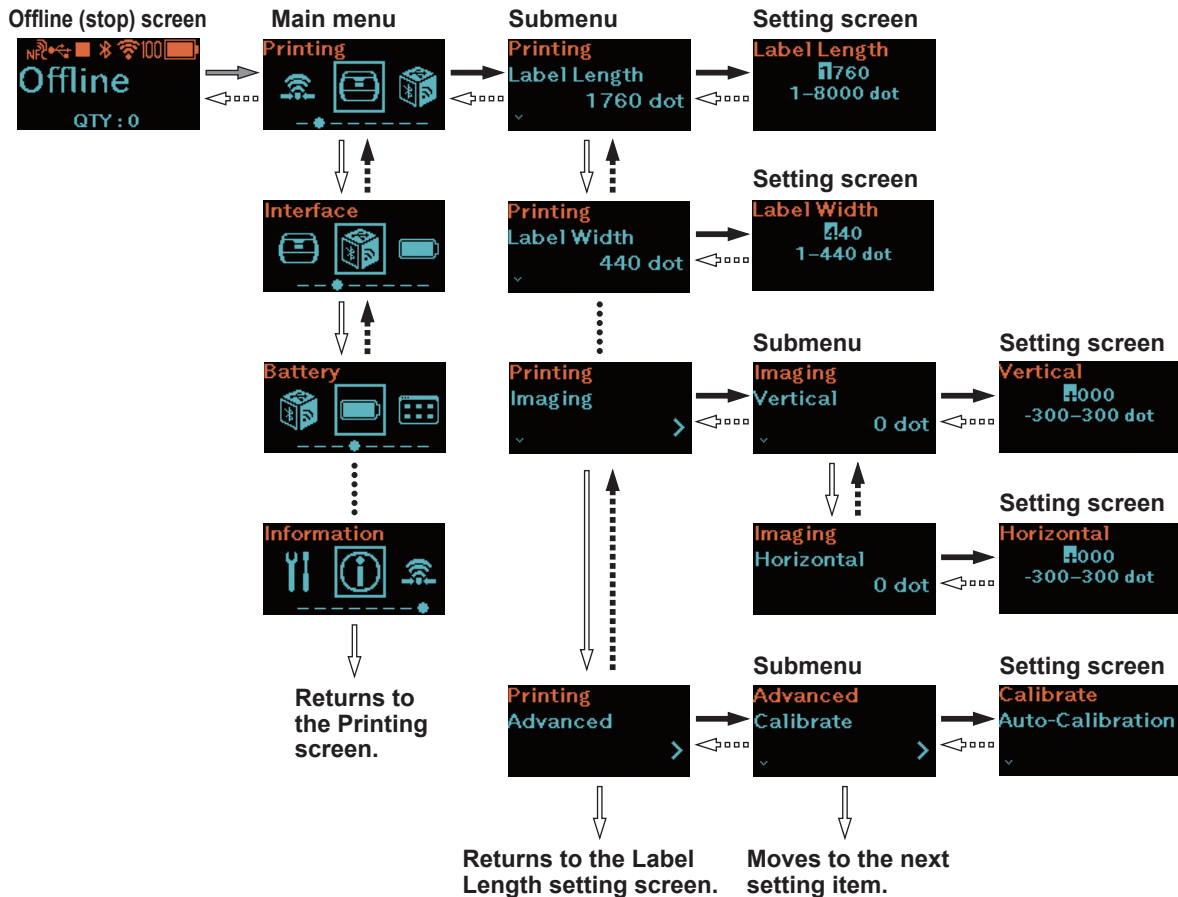 Offline (stop) screen
Main menu
Submenu
Setting screen
NFC
100
Offline
QTY : 0
Printing
Printing
Label Length
1760 dot
Label Length
1760
1–8000 dot
Setting screen
Interface
Printing
Label Width
440 dot
Label Width
440
1–440 dot
Submenu
Setting screen
Battery
Printing
Imaging
Imaging
Vertical
0 dot
Vertical
000
-300–300 dot
Setting screen
Information
Imaging
Horizontal
0 dot
Horizontal
000
-300–300 dot
Submenu
Setting screen
Returns to
the Printing
screen.
Printing
Advanced
Advanced
Calibrate
Calibrate
Auto-Calibration
Returns to the Label
Length setting screen.
Moves to the next
setting item.